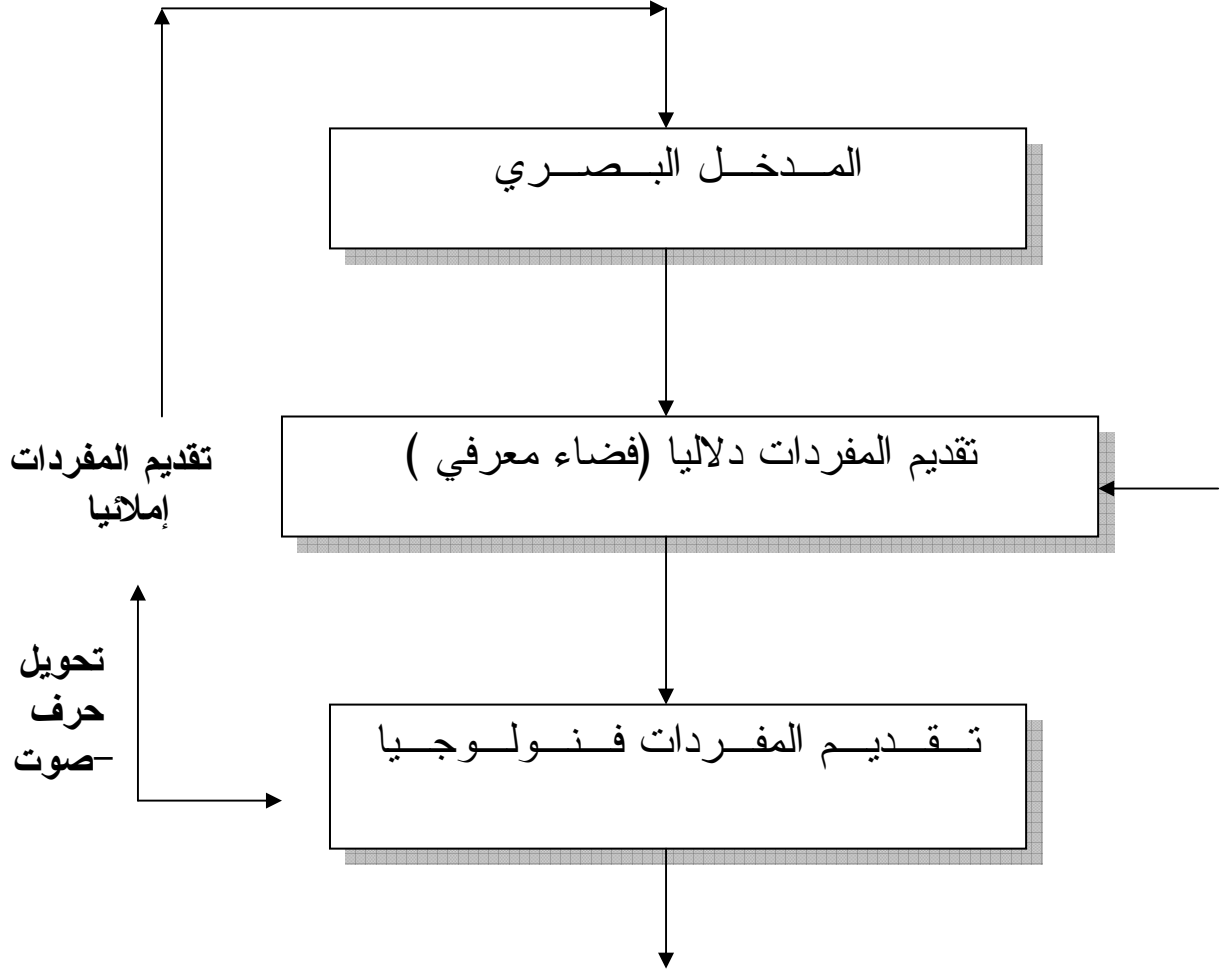 المدخل البصري
تقديم المفردات دلاليا (فضاء معرفي )
تقديم المفردات
إملائيا
تحويل
حرف
-صوت
تقديم المفردات فنولوجيا